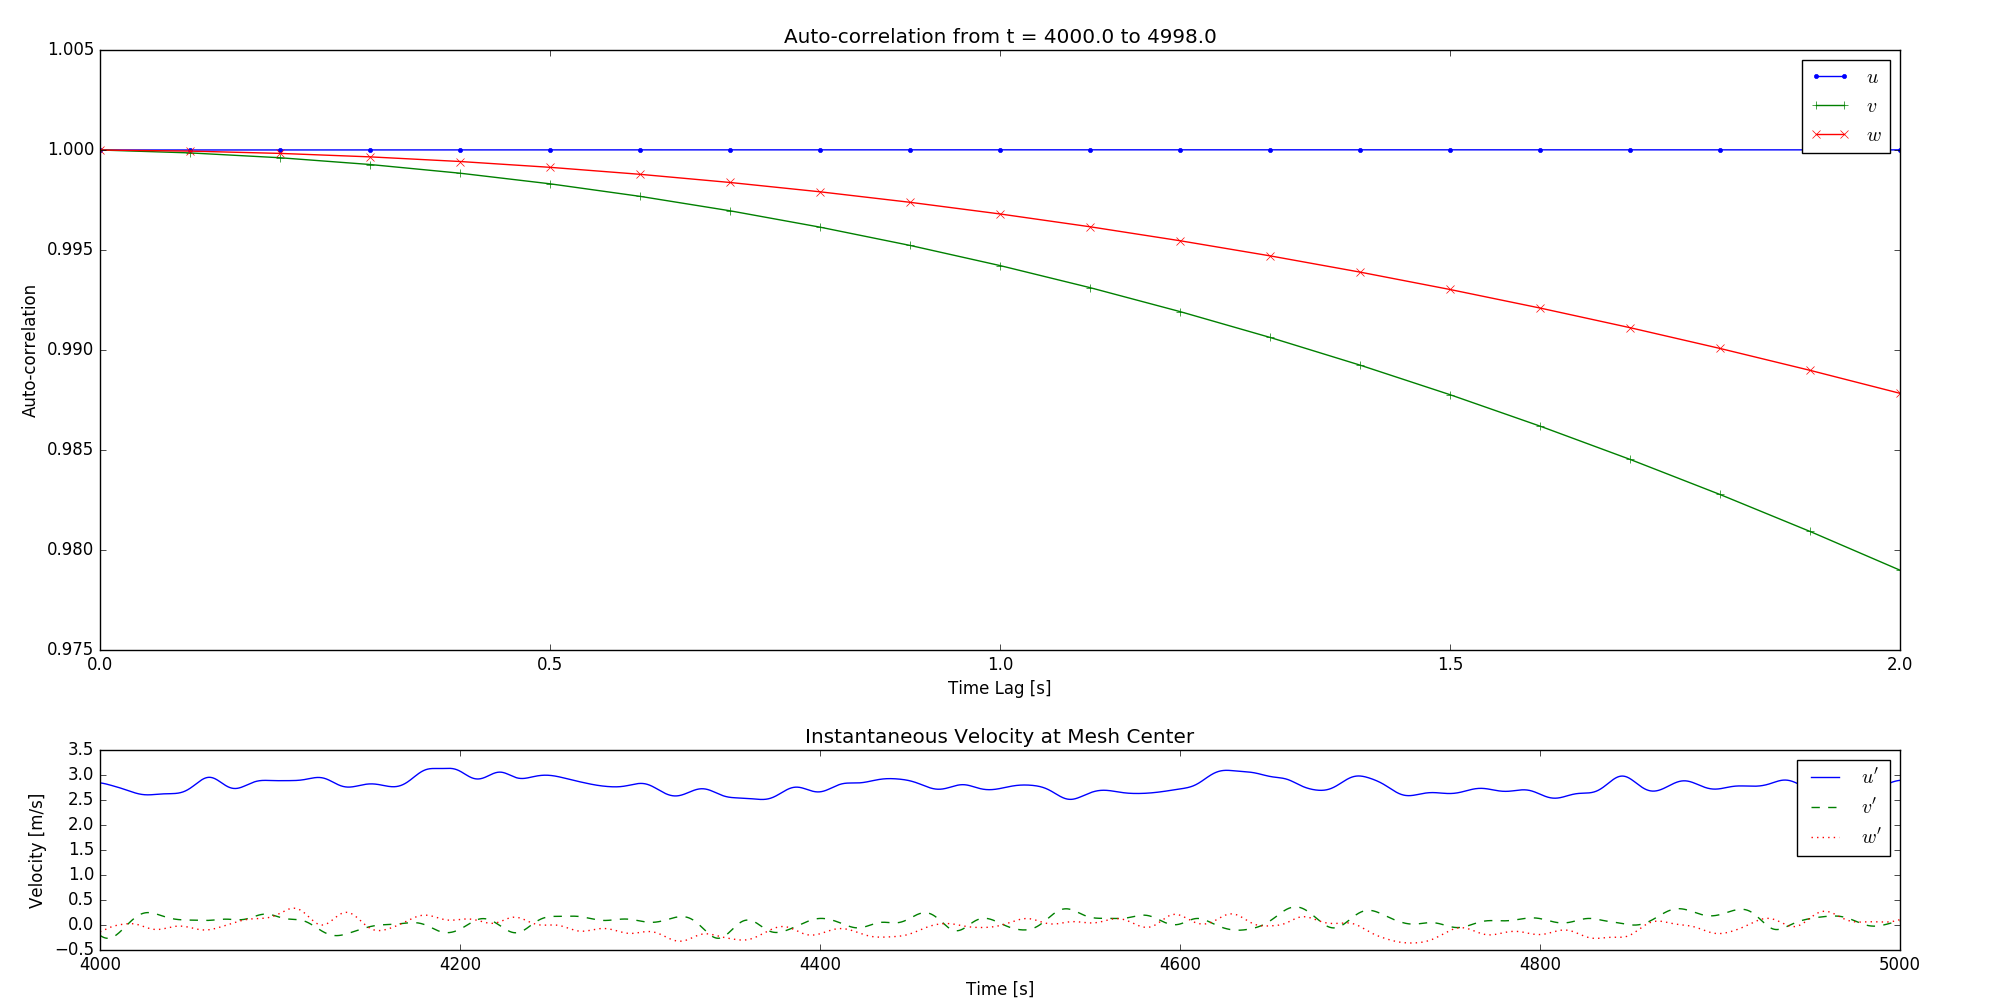 Auto-correlation from t = 4000.0 to 4998.0
1.005
1.000
0.995
0.990
0.985
0.980
0.975
Auto-correlation
u
v
w
0.0 0.5 1.0 1.5 2.0
Time Lag [s]
Instantaneous Velocity at Mesh Center
3.5
3.0
2.5
2.0
1.5
1.0
0.5
0.0
−0.5
Velocity [m/s]
u′
v′
w′
4000 4200 4400 4600 4800 5000
Time [s]